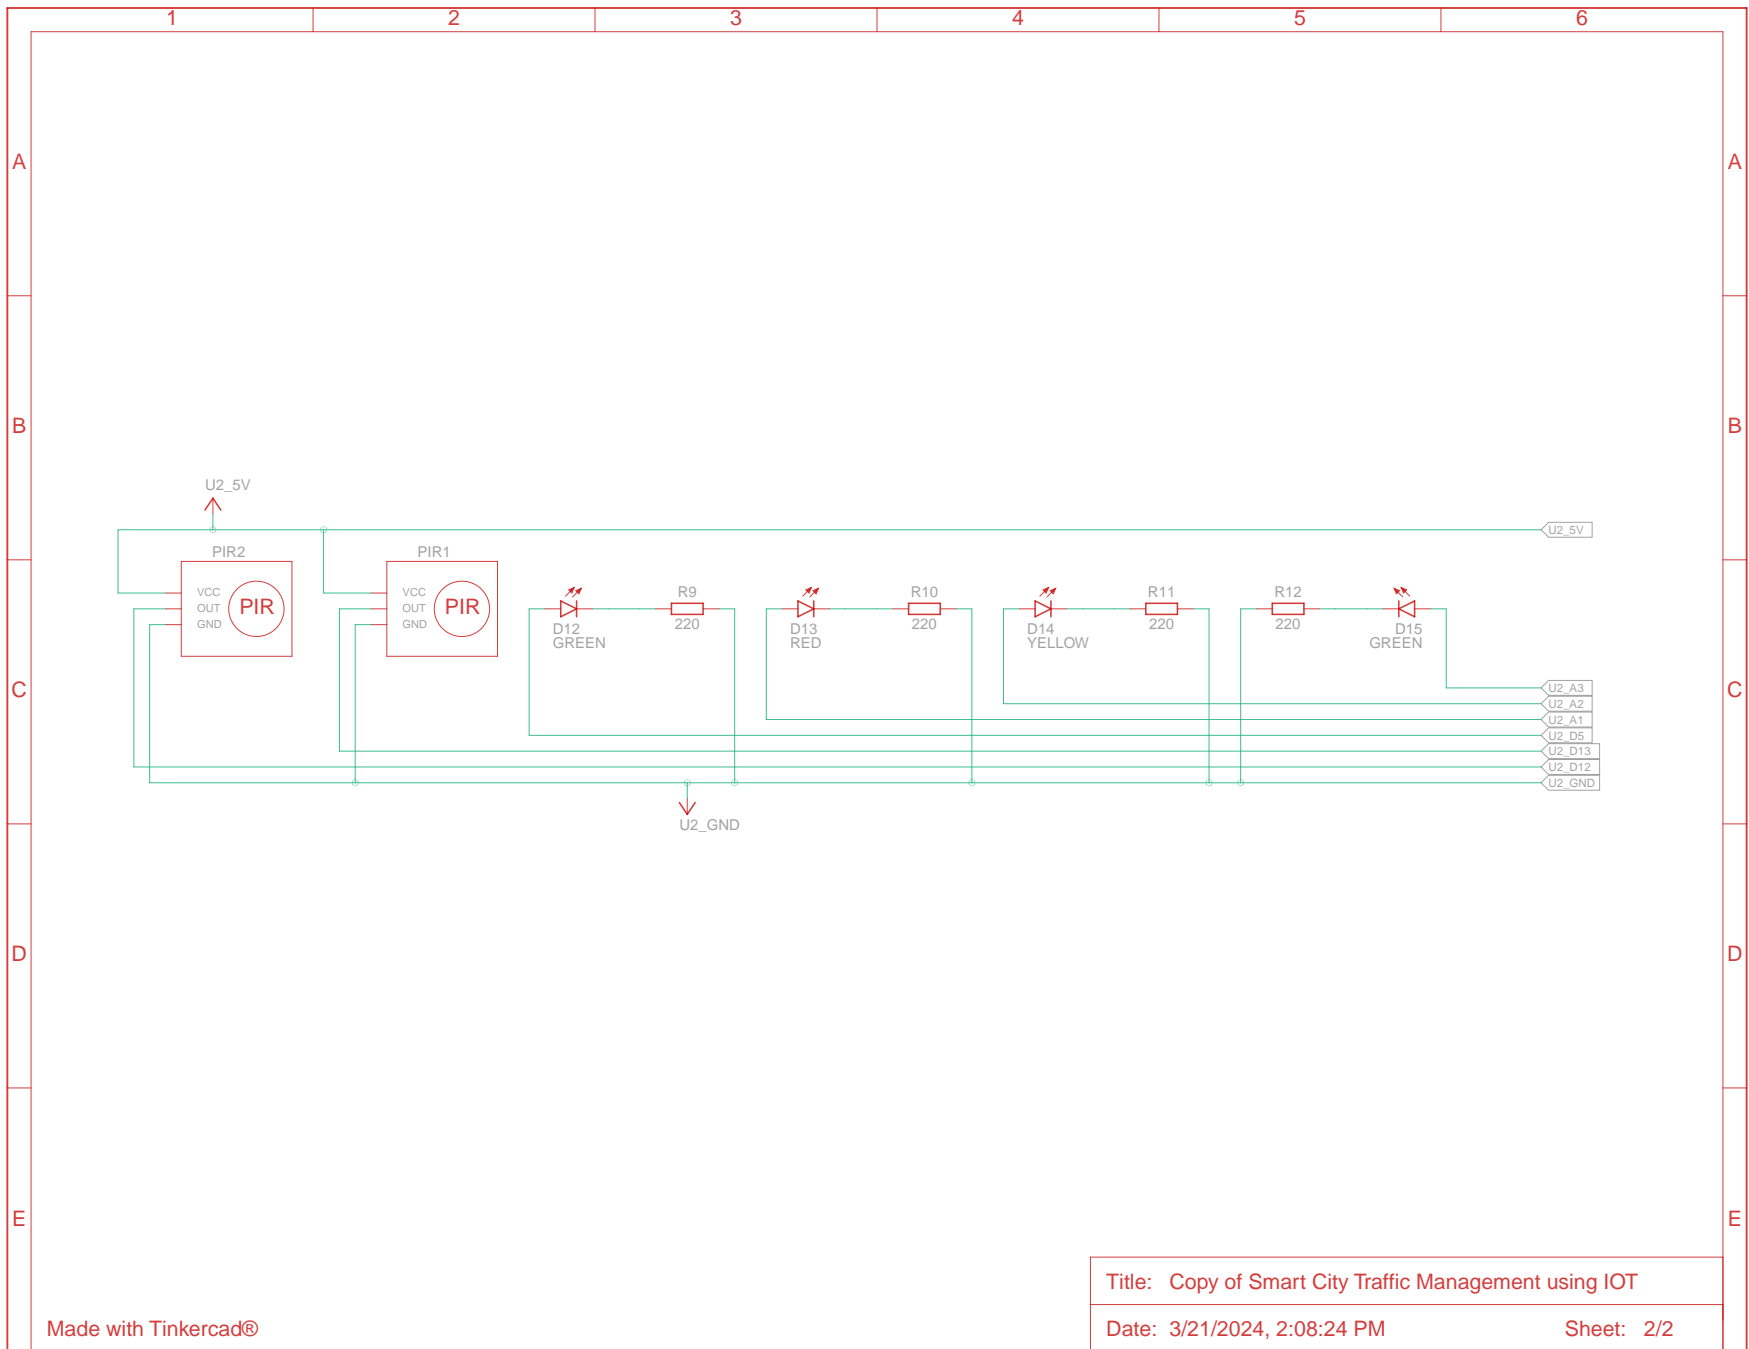 1 2 3 4 5 6
A A
B B
U2_5V
U2_5V
PIR2 PIR1
VCC VCC
OUT PIR OUT PIR
GND GND
R9 R10 R11 R12
D12 220 D13 220 D14 220 220 D15
GREEN RED YELLOW GREEN
C C
U2_A3
U2_A2
U2_A1
U2_D5
U2_D13
U2_D12
U2_GND
U2_GND
D D
E E
Title: Copy of Smart City Traffic Management using IOT
Made with Tinkercad® Date: 3/21/2024, 2:08:24 PM Sheet: 2/2